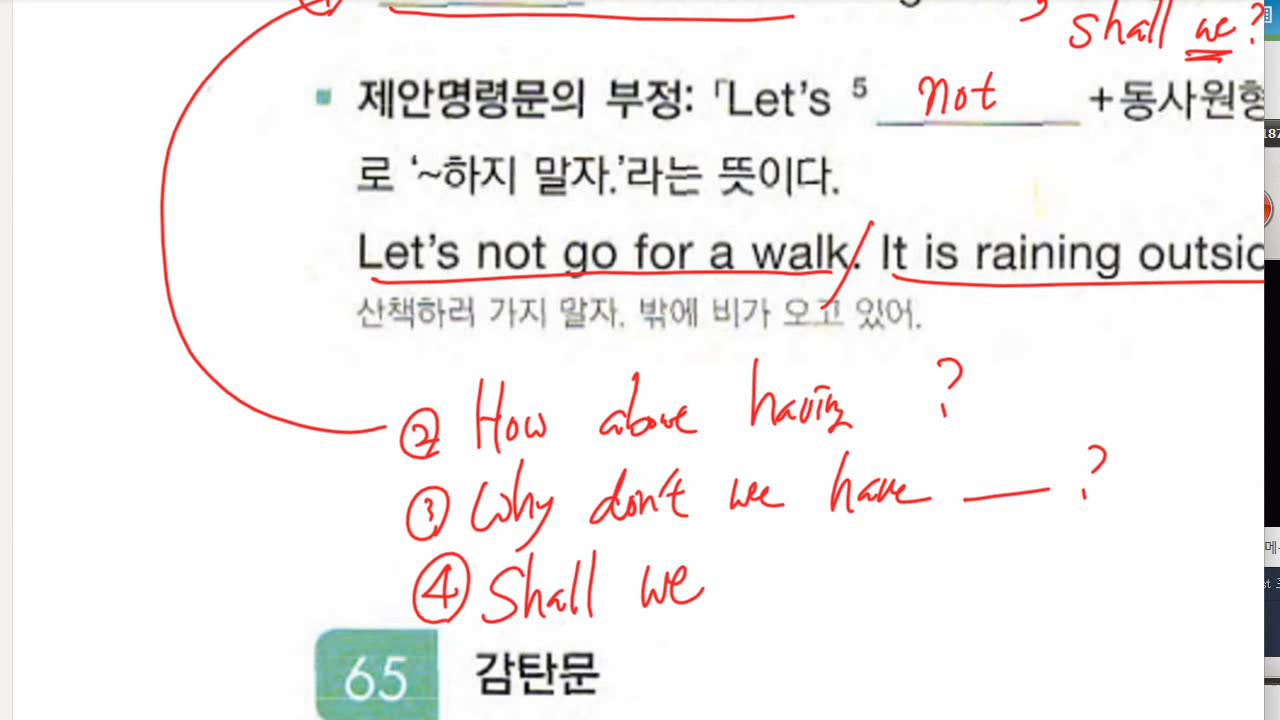 shall we?
▪ 제안명령문의 부정: 「Let's ⁵ not +동사원형
로 '~하지 말자.'라는 뜻이다.
Let's not go for a walk. It is raining outsid
산책하러 가지 말자. 밖에 비가 오고 있어.
② How above having ?
③ Why don't we have ___ ?
④ Shall we
65 감탄문